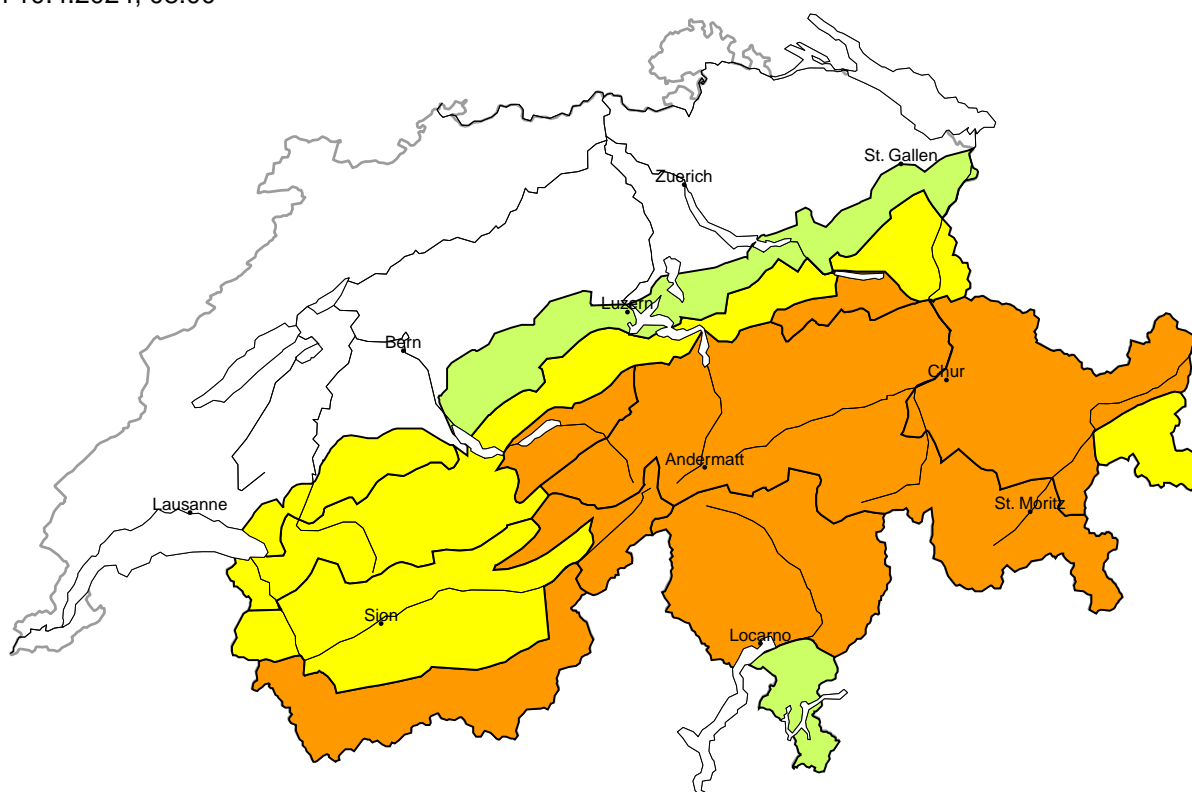 St. Gallen
Zuerich
Luzern
Bern
Chur
Andermatt
Lausanne
St. Moritz
Sion
Locarno